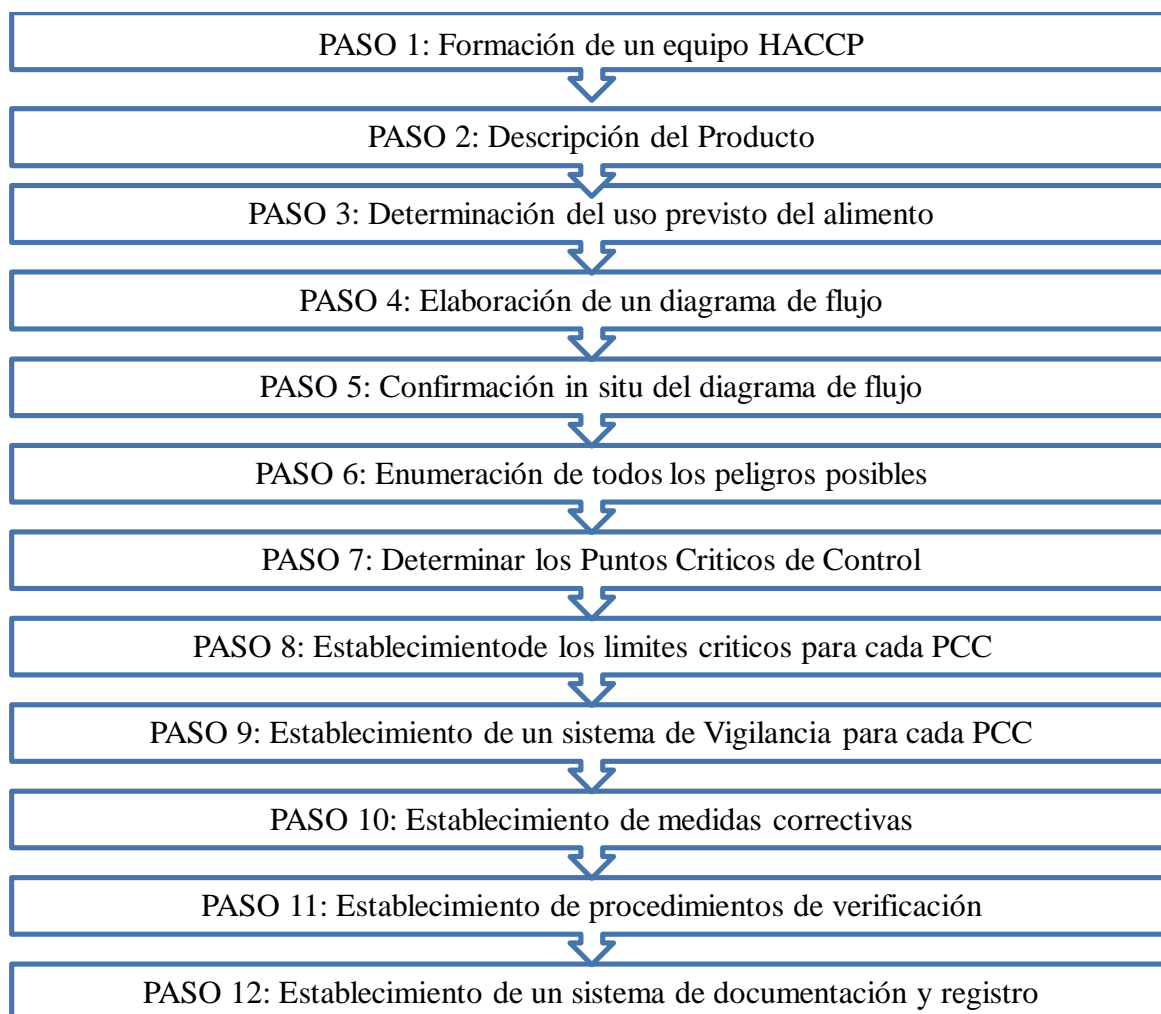 PASO 1: Formación de un equipo HACCP
PASO 2: Descripción del Producto
PASO 3: Determinación del uso previsto del alimento
PASO 4: Elaboración de un diagrama de flujo
PASO 5: Confirmación in situ del diagrama de flujo
PASO 6: Enumeración de todos los peligros posibles
PASO 7: Determinar los Puntos Criticos de Control
PASO 8: Establecimientode los limites criticos para cada PCC
PASO 9: Establecimiento de un sistema de Vigilancia para cada PCC
PASO 10: Establecimiento de medidas correctivas
PASO 11: Establecimiento de procedimientos de verificación
PASO 12: Establecimiento de un sistema de documentación y registro